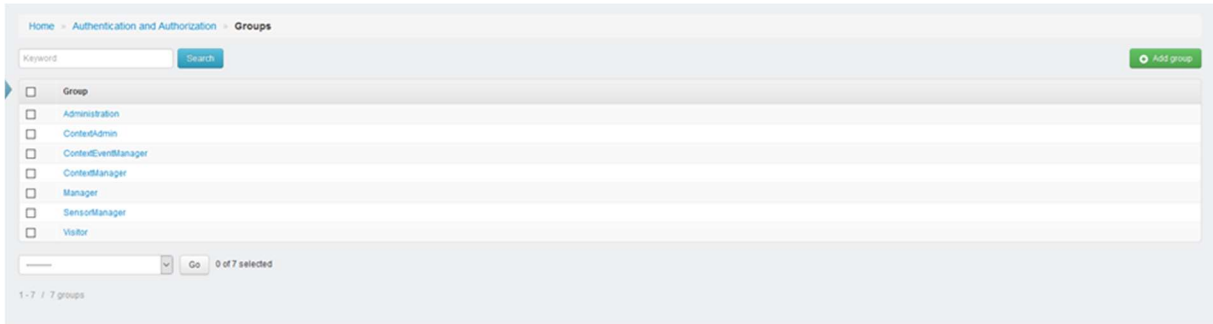 Home » Authentication and Authorization » Groups
Keyword Search Add group
Group
Administration
ContextAdmin
ContextEventManager
ContextManager
Manager
SensorManager
Visitor
--------- Go 0 of 7 selected
1 - 7 / 7 groups